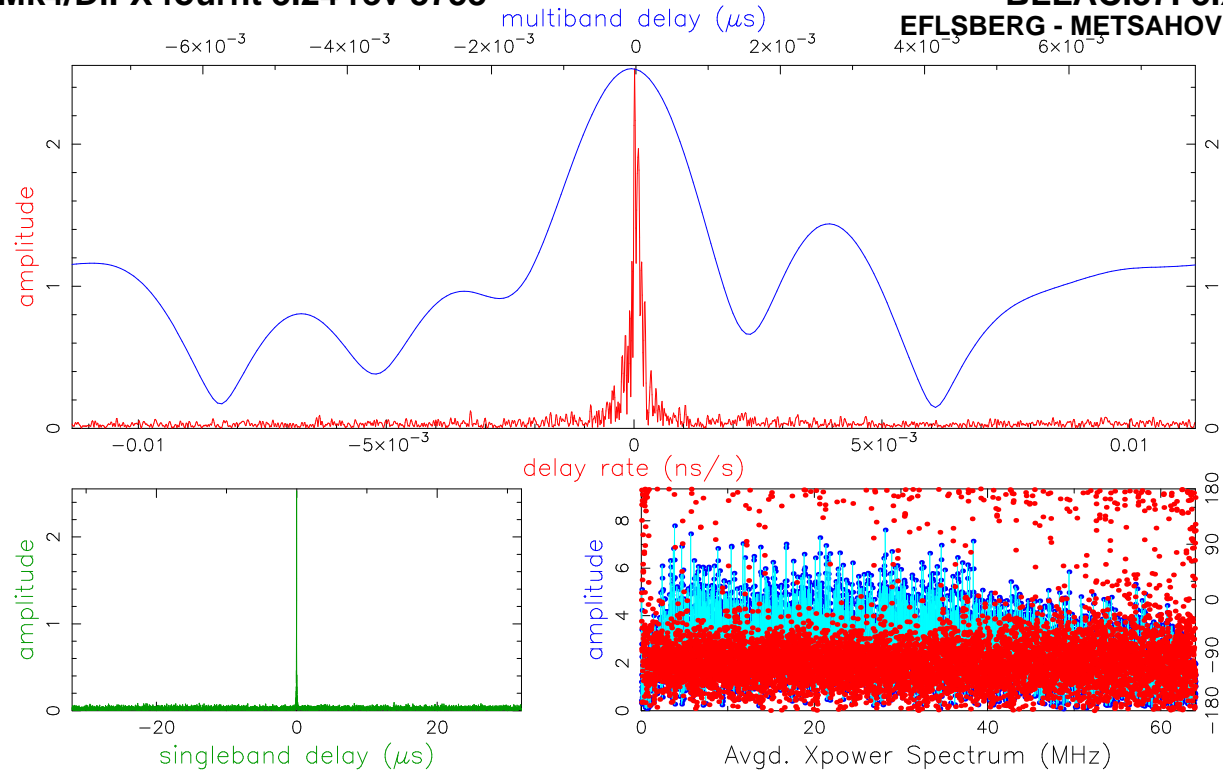 multiband delay (μs)
EFLSBERG - METSAHOV
−6×10⁻³ −4×10⁻³ −2×10⁻³ 0 2×10⁻³ 4×10⁻³ 6×10⁻³
amplitude
2 2
1 1
0 0
−0.01 −5×10⁻³ 0 5×10⁻³ 0.01
delay rate (ns/s)
amplitude
2
1
0
−20 0 20
singleband delay (μs)
amplitude
8
6
4
2
0
180
90
0
−90
−180
0 20 40 60
Avgd. Xpower Spectrum (MHz)